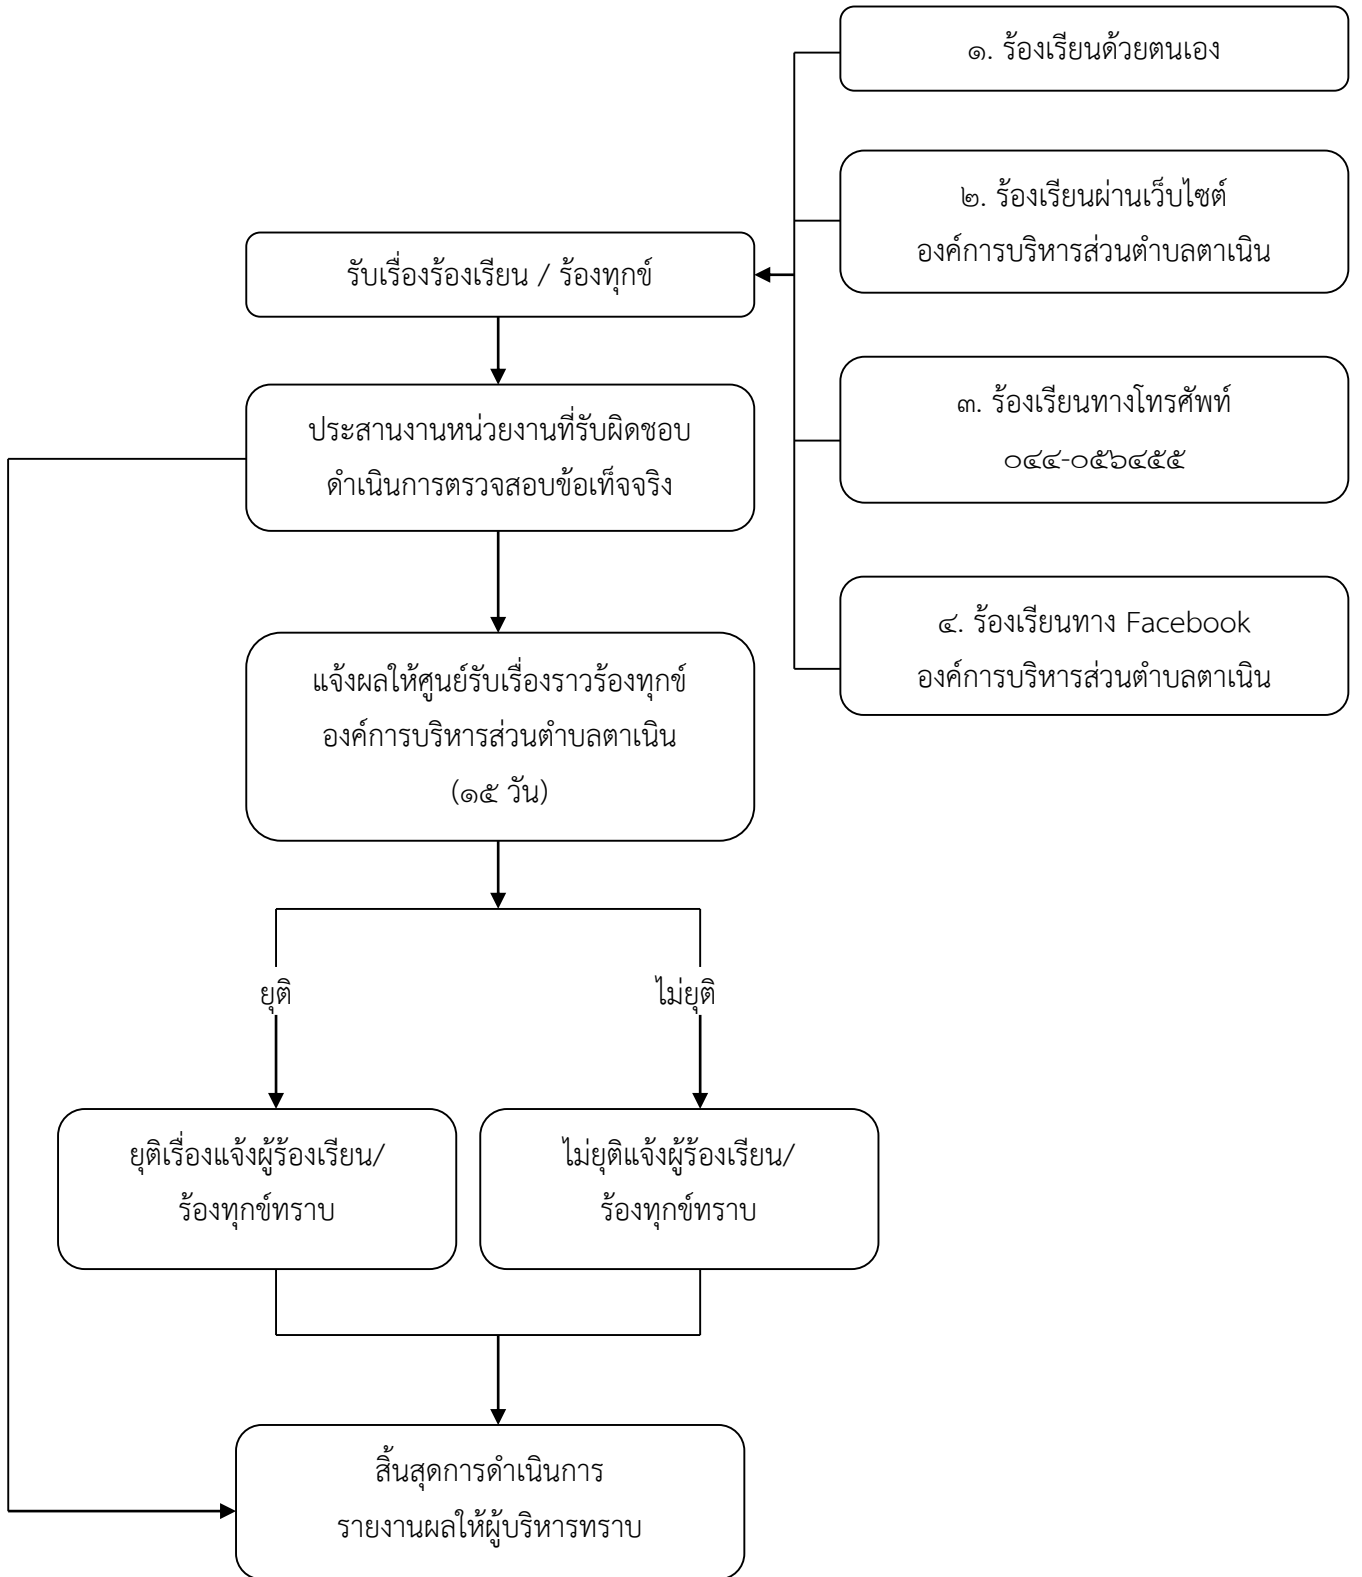 ๑. ร้องเรียนด้วยตนเอง
๒. ร้องเรียนผ่านเว็บไซต์
องค์การบริหารส่วนตำบลตาเนิน
รับเรื่องร้องเรียน / ร้องทุกข์
๓. ร้องเรียนทางโทรศัพท์
๐๔๔-๐๕๖๔๕๕
ประสานงานหน่วยงานที่รับผิดชอบ
ดำเนินการตรวจสอบข้อเท็จจริง
๔. ร้องเรียนทาง Facebook
องค์การบริหารส่วนตำบลตาเนิน
แจ้งผลให้ศูนย์รับเรื่องราวร้องทุกข์
องค์การบริหารส่วนตำบลตาเนิน
(๑๕ วัน)
ยุติ
ไม่ยุติ
ยุติเรื่องแจ้งผู้ร้องเรียน/
ร้องทุกข์ทราบ
ไม่ยุติแจ้งผู้ร้องเรียน/
ร้องทุกข์ทราบ
สิ้นสุดการดำเนินการ
รายงานผลให้ผู้บริหารทราบ